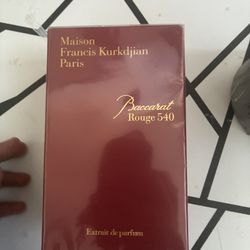 Maison
Francis Kurkdjian
Paris
Baccarat
Rouge 540
Extrait de parfum